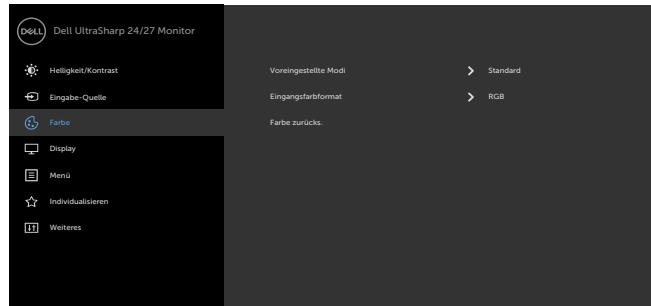 DELL Dell UltraSharp 24/27 Monitor
Helligkeit/Kontrast Voreingestellte Modi Standard
Eingabe-Quelle Eingangsfarbformat RGB
Farbe Farbe zurücks.
Display
Menü
Individualisieren
Weiteres